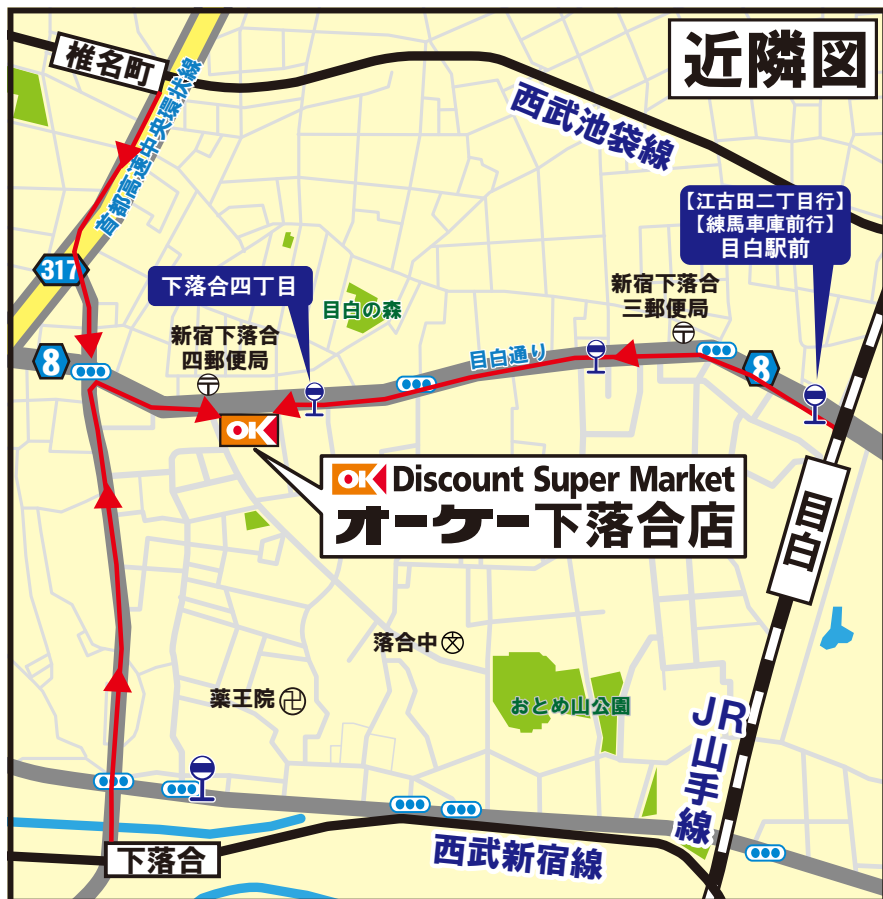 近隣図
椎名町
首都高速中央環状線
西武池袋線
【江古田二丁目行】
【練馬車庫前行】
目白駅前
317
下落合四丁目
目白の森
新宿下落合
三郵便局
新宿下落合
四郵便局
8
目白通り
8
OK
OK Discount Super Market
オーケー下落合店
目白
落合中
文
薬王院
卍
おとめ山公園
JR山手線
下落合
西武新宿線